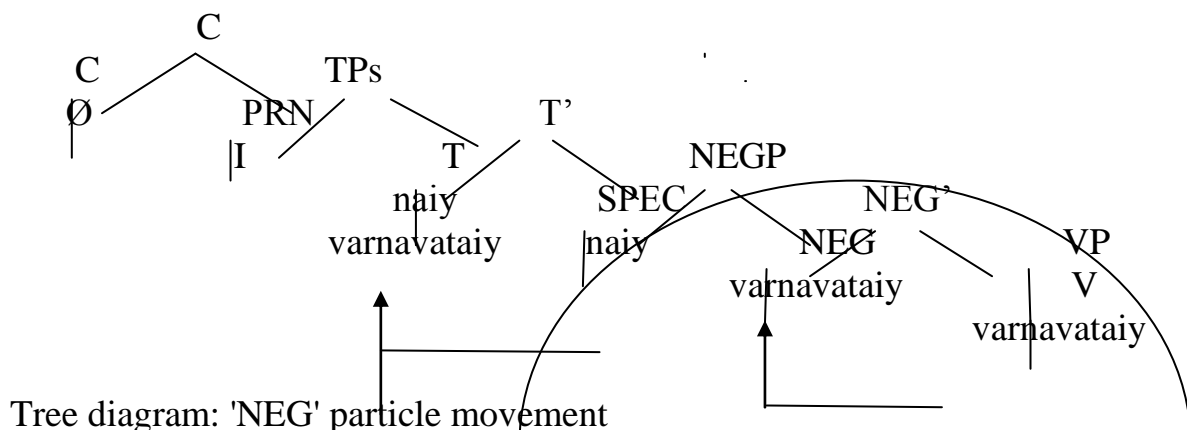 C
C TPs
Ø PRN T’
I T NEGP
naiy SPEC NEG’
varnavataiy naiy NEG VP
varnavataiy V
varnavataiy
Tree diagram: 'NEG' particle movement